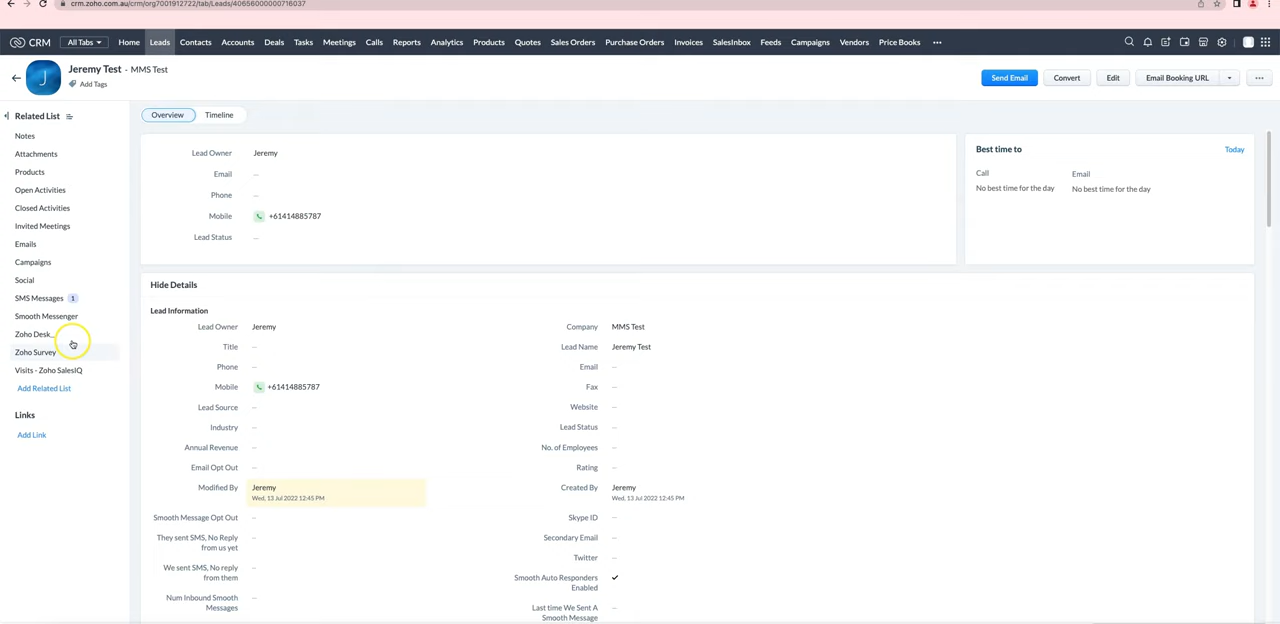 crm.zoho.com.au/crm/org7001912722/tab/Leads/40656000000716037
CRM All Tabs Home Leads Contacts Accounts Deals Tasks Meetings Calls Reports Analytics Products Quotes Sales Orders Purchase Orders Invoices SalesInbox Feeds Campaigns Vendors Price Books
J Jeremy Test - MMS Test
Add Tags
Send Email Convert Edit Email Booking URL
Related List
Notes
Attachments
Products
Open Activities
Closed Activities
Invited Meetings
Emails
Campaigns
Social
SMS Messages 1
Smooth Messenger
Zoho Desk_
Zoho Survey
Visits - Zoho SalesIQ
Add Related List
Links
Add Link
Overview Timeline
Lead Owner Jeremy
Email —
Phone —
Mobile +61414885787
Lead Status —
Best time to Today
Call Email
No best time for the day No best time for the day
Hide Details
Lead Information
Lead Owner Jeremy Company MMS Test
Title — Lead Name Jeremy Test
Phone — Email —
Mobile +61414885787 Fax —
Lead Source — Website —
Industry — Lead Status —
Annual Revenue — No. of Employees —
Email Opt Out — Rating —
Modified By Jeremy Created By Jeremy
Wed, 13 Jul 2022 12:45 PM Wed, 13 Jul 2022 12:45 PM
Smooth Message Opt Out — Skype ID —
They sent SMS, No Reply — Secondary Email —
from us yet
Twitter —
We sent SMS, No reply —
from them
Smooth Auto Responders ✓
Enabled
Num Inbound Smooth —
Messages
Last time We Sent A —
Smooth Message